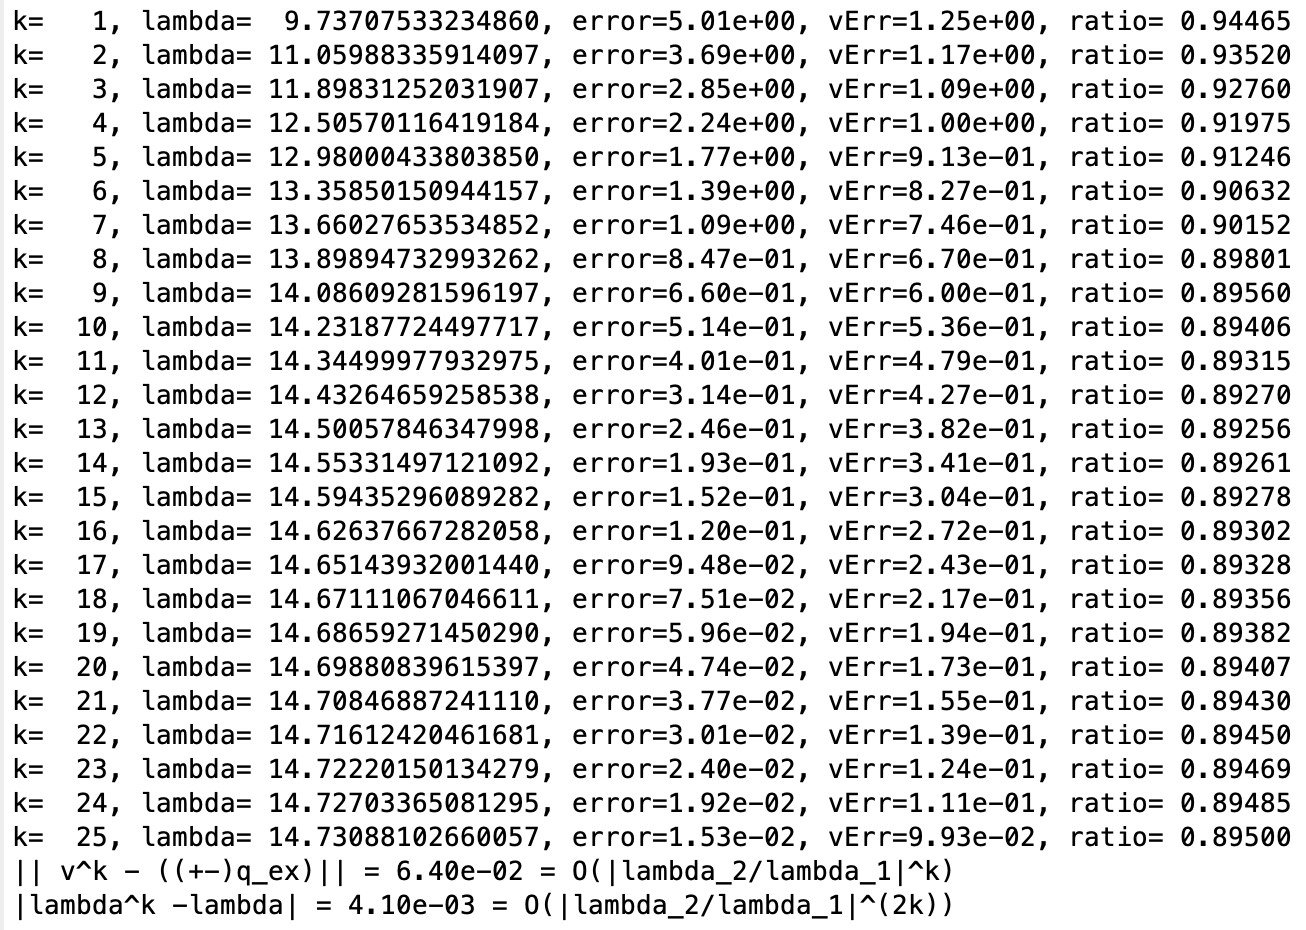 k=   1, lambda=  9.73707533234860, error=5.01e+00, vErr=1.25e+00, ratio= 0.94465
k=   2, lambda= 11.05988335914097, error=3.69e+00, vErr=1.17e+00, ratio= 0.93520
k=   3, lambda= 11.89831252031907, error=2.85e+00, vErr=1.09e+00, ratio= 0.92760
k=   4, lambda= 12.50570116419184, error=2.24e+00, vErr=1.00e+00, ratio= 0.91975
k=   5, lambda= 12.98000433803850, error=1.77e+00, vErr=9.13e-01, ratio= 0.91246
k=   6, lambda= 13.35850150944157, error=1.39e+00, vErr=8.27e-01, ratio= 0.90632
k=   7, lambda= 13.66027653534852, error=1.09e+00, vErr=7.46e-01, ratio= 0.90152
k=   8, lambda= 13.89894732993262, error=8.47e-01, vErr=6.70e-01, ratio= 0.89801
k=   9, lambda= 14.08609281596197, error=6.60e-01, vErr=6.00e-01, ratio= 0.89560
k=  10, lambda= 14.23187724497717, error=5.14e-01, vErr=5.36e-01, ratio= 0.89406
k=  11, lambda= 14.34499977932975, error=4.01e-01, vErr=4.79e-01, ratio= 0.89315
k=  12, lambda= 14.43264659258538, error=3.14e-01, vErr=4.27e-01, ratio= 0.89270
k=  13, lambda= 14.50057846347998, error=2.46e-01, vErr=3.82e-01, ratio= 0.89256
k=  14, lambda= 14.55331497121092, error=1.93e-01, vErr=3.41e-01, ratio= 0.89261
k=  15, lambda= 14.59435296089282, error=1.52e-01, vErr=3.04e-01, ratio= 0.89278
k=  16, lambda= 14.62637667282058, error=1.20e-01, vErr=2.72e-01, ratio= 0.89302
k=  17, lambda= 14.65143932001440, error=9.48e-02, vErr=2.43e-01, ratio= 0.89328
k=  18, lambda= 14.67111067046611, error=7.51e-02, vErr=2.17e-01, ratio= 0.89356
k=  19, lambda= 14.68659271450290, error=5.96e-02, vErr=1.94e-01, ratio= 0.89382
k=  20, lambda= 14.69880839615397, error=4.74e-02, vErr=1.73e-01, ratio= 0.89407
k=  21, lambda= 14.70846887241110, error=3.77e-02, vErr=1.55e-01, ratio= 0.89430
k=  22, lambda= 14.71612420461681, error=3.01e-02, vErr=1.39e-01, ratio= 0.89450
k=  23, lambda= 14.72220150134279, error=2.40e-02, vErr=1.24e-01, ratio= 0.89469
k=  24, lambda= 14.72703365081295, error=1.92e-02, vErr=1.11e-01, ratio= 0.89485
k=  25, lambda= 14.73088102660057, error=1.53e-02, vErr=9.93e-02, ratio= 0.89500
|| v^k - ((+-)q_ex)|| = 6.40e-02 = O(|lambda_2/lambda_1|^k)
|lambda^k -lambda| = 4.10e-03 = O(|lambda_2/lambda_1|^(2k))